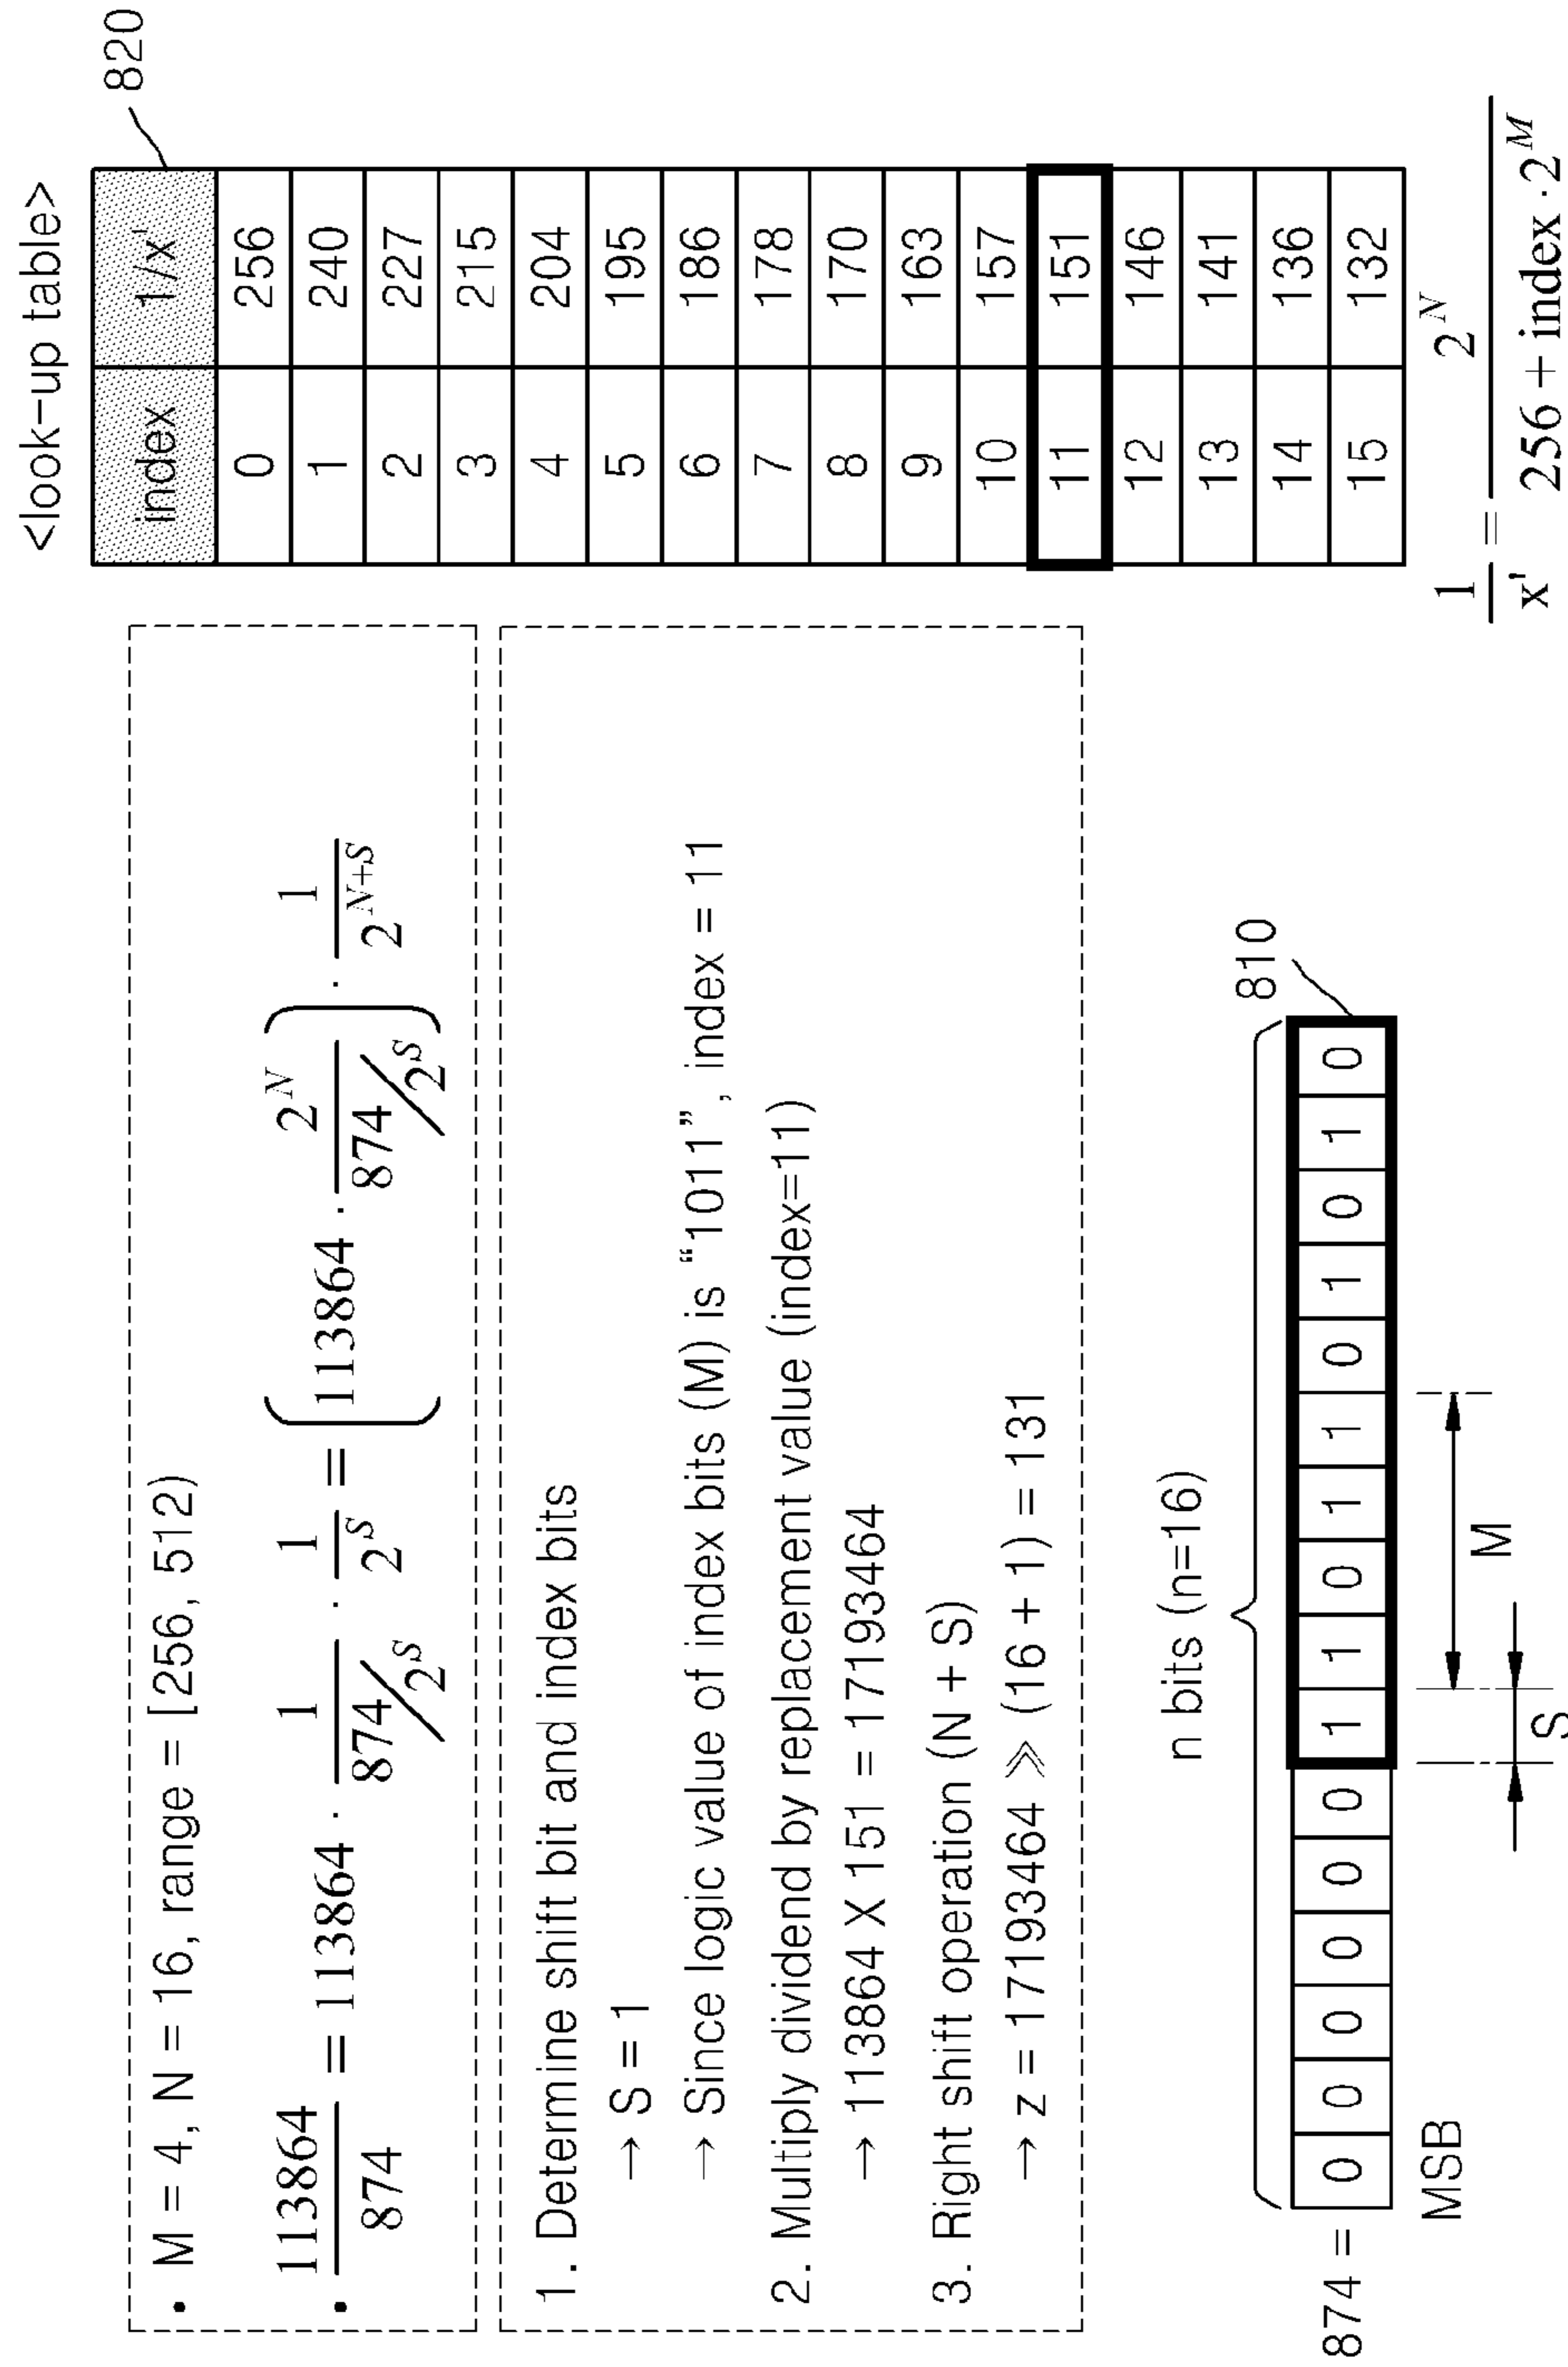 • M = 4, N = 16, range = [256, 512)
• 113864 / 874 = 113864 · 1 / (874/2^S) · 1 / 2^S = (113864 · 2^N / (874/2^S)) · 1 / 2^(N+S)
1. Determine shift bit and index bits
→ S = 1
→ Since logic value of index bits (M) is “1011”, index = 11
2. Multiply dividend by replacement value (index=11)
→ 113864 X 151 = 17193464
3. Right shift operation (N + S)
→ z = 17193464 ≫ (16 + 1) = 131
n bits (n=16)
810
874 = 0 0 0 0 0 0 1 1 0 1 1 0 1 0 1 0
MSB
S
M
<look-up table>
820
index 1/x'
0 256
1 240
2 227
3 215
4 204
5 195
6 186
7 178
8 170
9 163
10 157
11 151
12 146
13 141
14 136
15 132
1 / x' = 2^N / 256 + index · 2^M